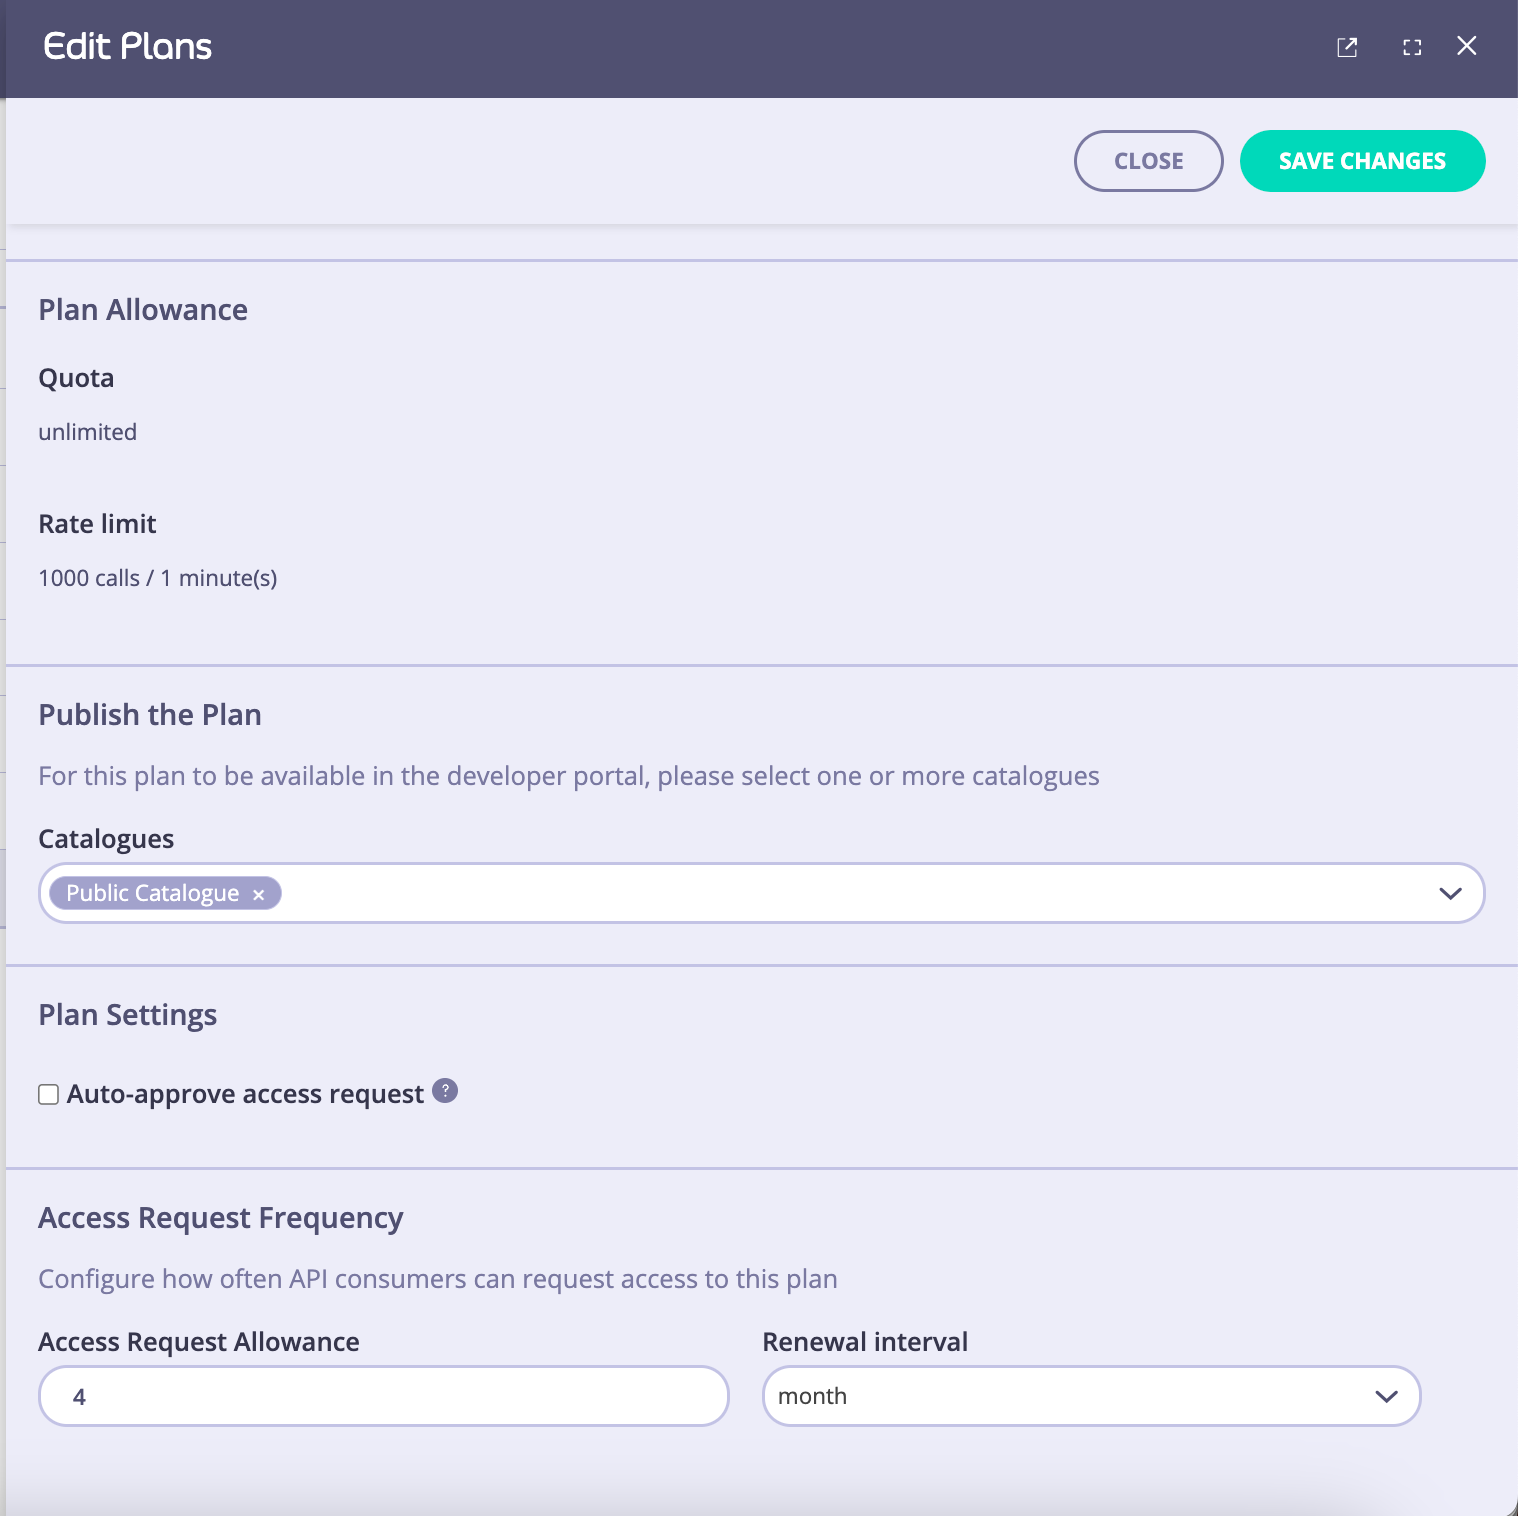 Edit Plans
CLOSE
SAVE CHANGES
Plan Allowance
Quota
unlimited
Rate limit
1000 calls / 1 minute(s)
Publish the Plan
For this plan to be available in the developer portal, please select one or more catalogues
Catalogues
Public Catalogue ×
Plan Settings
Auto-approve access request ?
Access Request Frequency
Configure how often API consumers can request access to this plan
Access Request Allowance
Renewal interval
4
month